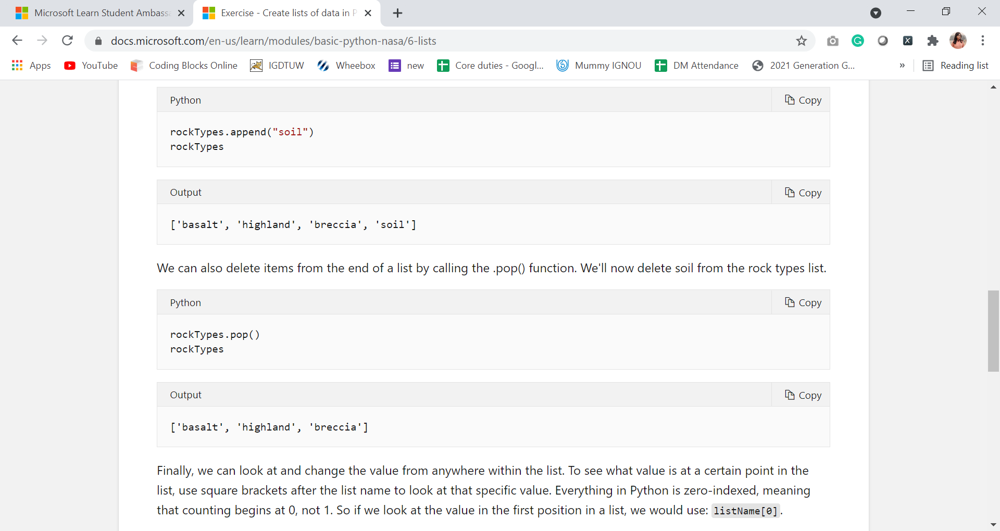 Microsoft Learn Student Ambassa
Exercise - Create lists of data in P
docs.microsoft.com/en-us/learn/modules/basic-python-nasa/6-lists
Apps YouTube Coding Blocks Online IGDTUW Wheebox new Core duties - Googl... Mummy IGNOU DM Attendance 2021 Generation G... » Reading list
Python Copy
rockTypes.append("soil")
rockTypes
Output Copy
['basalt', 'highland', 'breccia', 'soil']
We can also delete items from the end of a list by calling the .pop() function. We'll now delete soil from the rock types list.
Python Copy
rockTypes.pop()
rockTypes
Output Copy
['basalt', 'highland', 'breccia']
Finally, we can look at and change the value from anywhere within the list. To see what value is at a certain point in the
list, use square brackets after the list name to look at that specific value. Everything in Python is zero-indexed, meaning
that counting begins at 0, not 1. So if we look at the value in the first position in a list, we would use: listName[0].